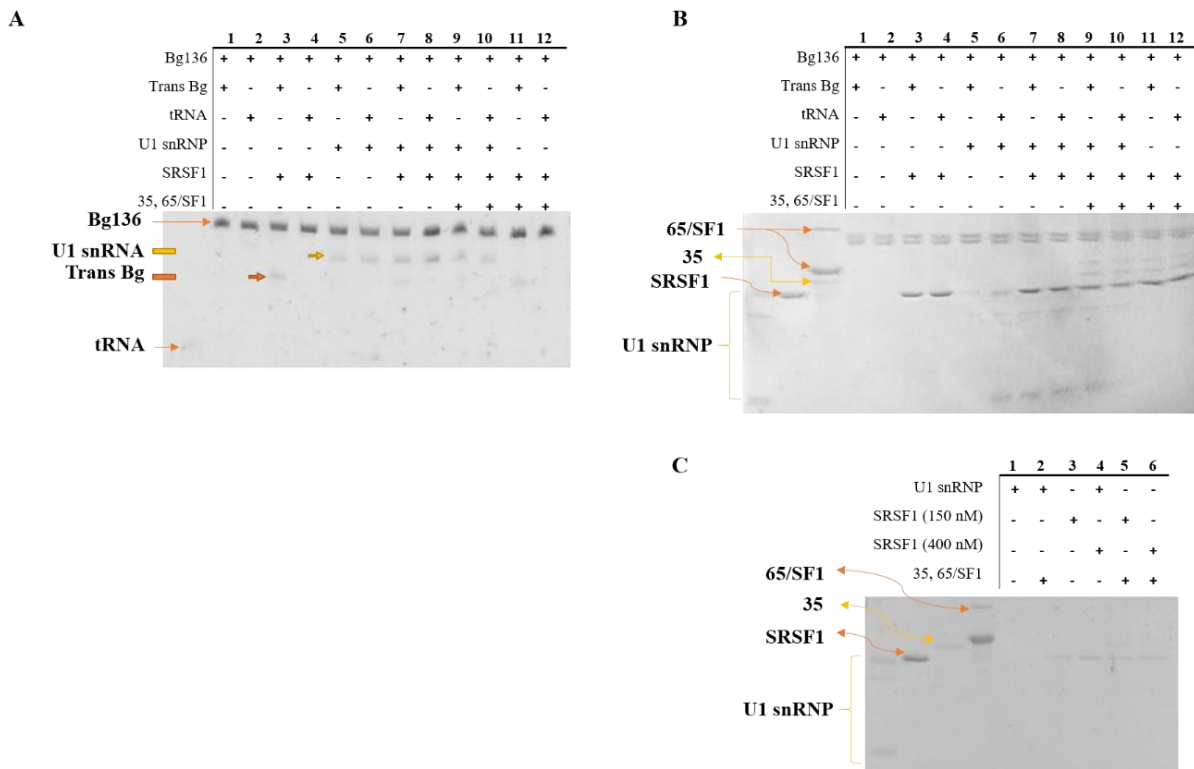 A
1 2 3 4 5 6 7 8 9 10 11 12
Bg136 + + + + + + + + + + + +
Trans Bg + - + - + - + - + - + -
tRNA - + - + - + - + - + - +
U1 snRNP - - - - + + + + + + - -
SRSF1 - - + + - - + + + + + +
35, 65/SF1 - - - - - - - - + + + +
Bg136
U1 snRNA
Trans Bg
tRNA
B
1 2 3 4 5 6 7 8 9 10 11 12
Bg136 + + + + + + + + + + + +
Trans Bg + - + - + - + - + - + -
tRNA - + - + - + - + - + - +
U1 snRNP - - - - + + + + + + - -
SRSF1 - - + + - - + + + + + +
35, 65/SF1 - - - - - - - - + + + +
65/SF1
35
SRSF1
U1 snRNP
C
1 2 3 4 5 6
U1 snRNP + + - + - -
SRSF1 (150 nM) - - + - + -
SRSF1 (400 nM) - - - + - +
35, 65/SF1 - + - - + +
65/SF1
35
SRSF1
U1 snRNP